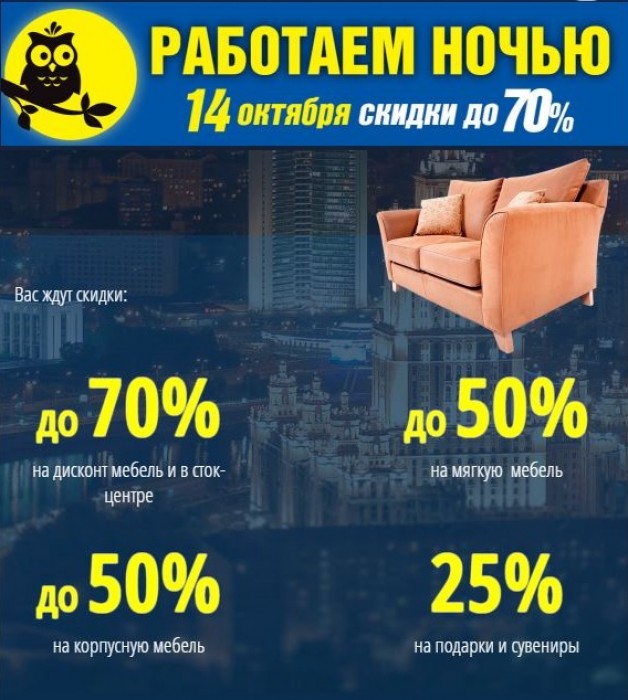 РАБОТАЕМ НОЧЬЮ
14 октября скидки до 70%
Вас ждут скидки:
до 70%
на дисконт мебель и в сток-
центре
до 50%
на мягкую мебель
до 50%
на корпусную мебель
25%
на подарки и сувениры